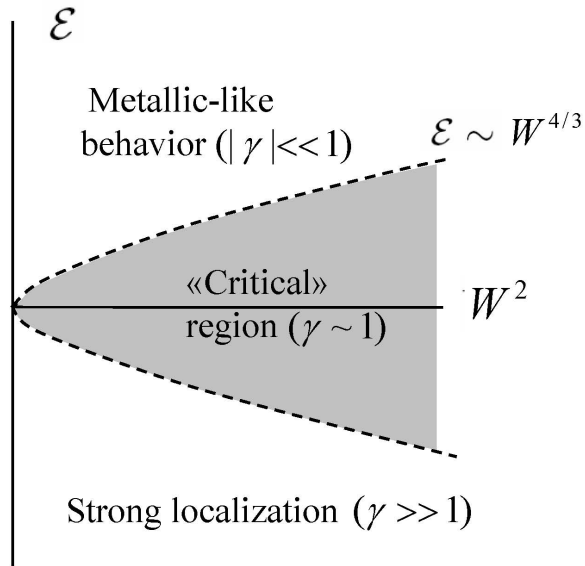 ℰ
Metallic-like
behavior (| γ |<<1)
ℰ ∼ W^{4/3}
«Critical»
region (γ ~ 1)
W^2
Strong localization (γ >> 1)